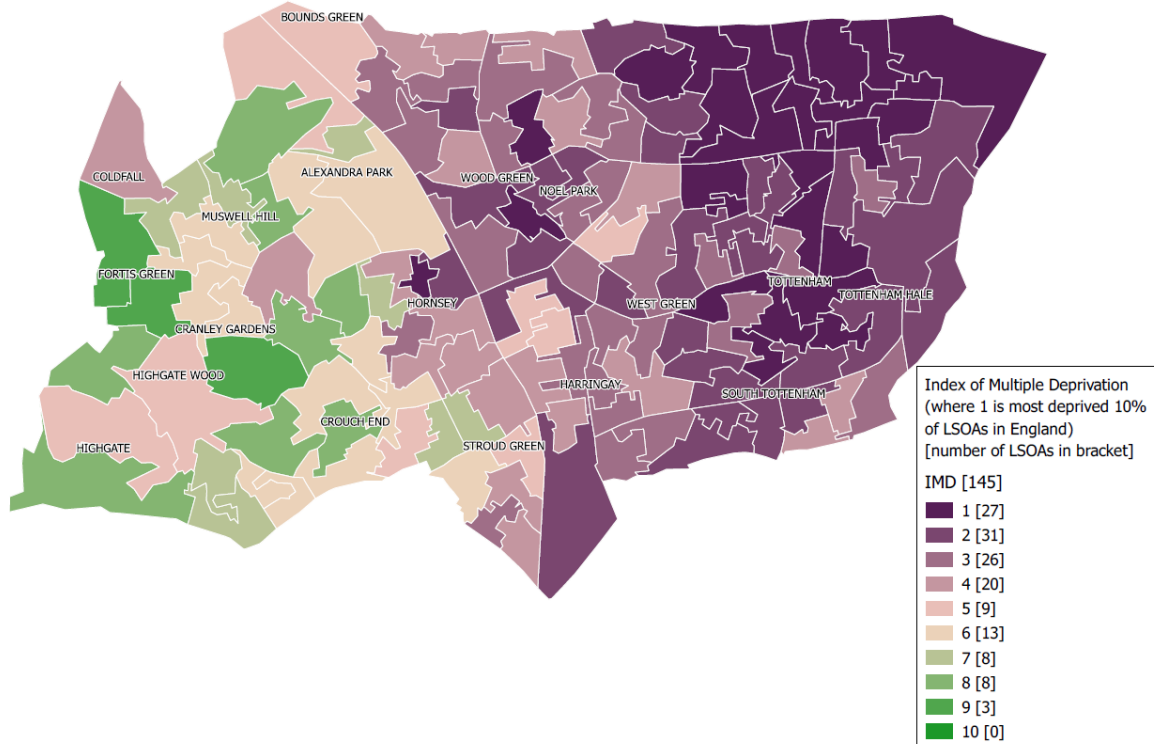 BOUNDS GREEN
COLDFALL
ALEXANDRA PARK
WOOD GREEN
NOEL PARK
MUSWELL HILL
FORTIS GREEN
TOTTENHAM
TOTTENHAM HALE
HORNSEY
WEST GREEN
CRANLEY GARDENS
HIGHGATE WOOD
HARRINGAY
SOUTH TOTTENHAM
CROUCH END
HIGHGATE
STROUD GREEN
Index of Multiple Deprivation
(where 1 is most deprived 10%
of LSOAs in England)
[number of LSOAs in bracket]
IMD [145]
1 [27]
2 [31]
3 [26]
4 [20]
5 [9]
6 [13]
7 [8]
8 [8]
9 [3]
10 [0]